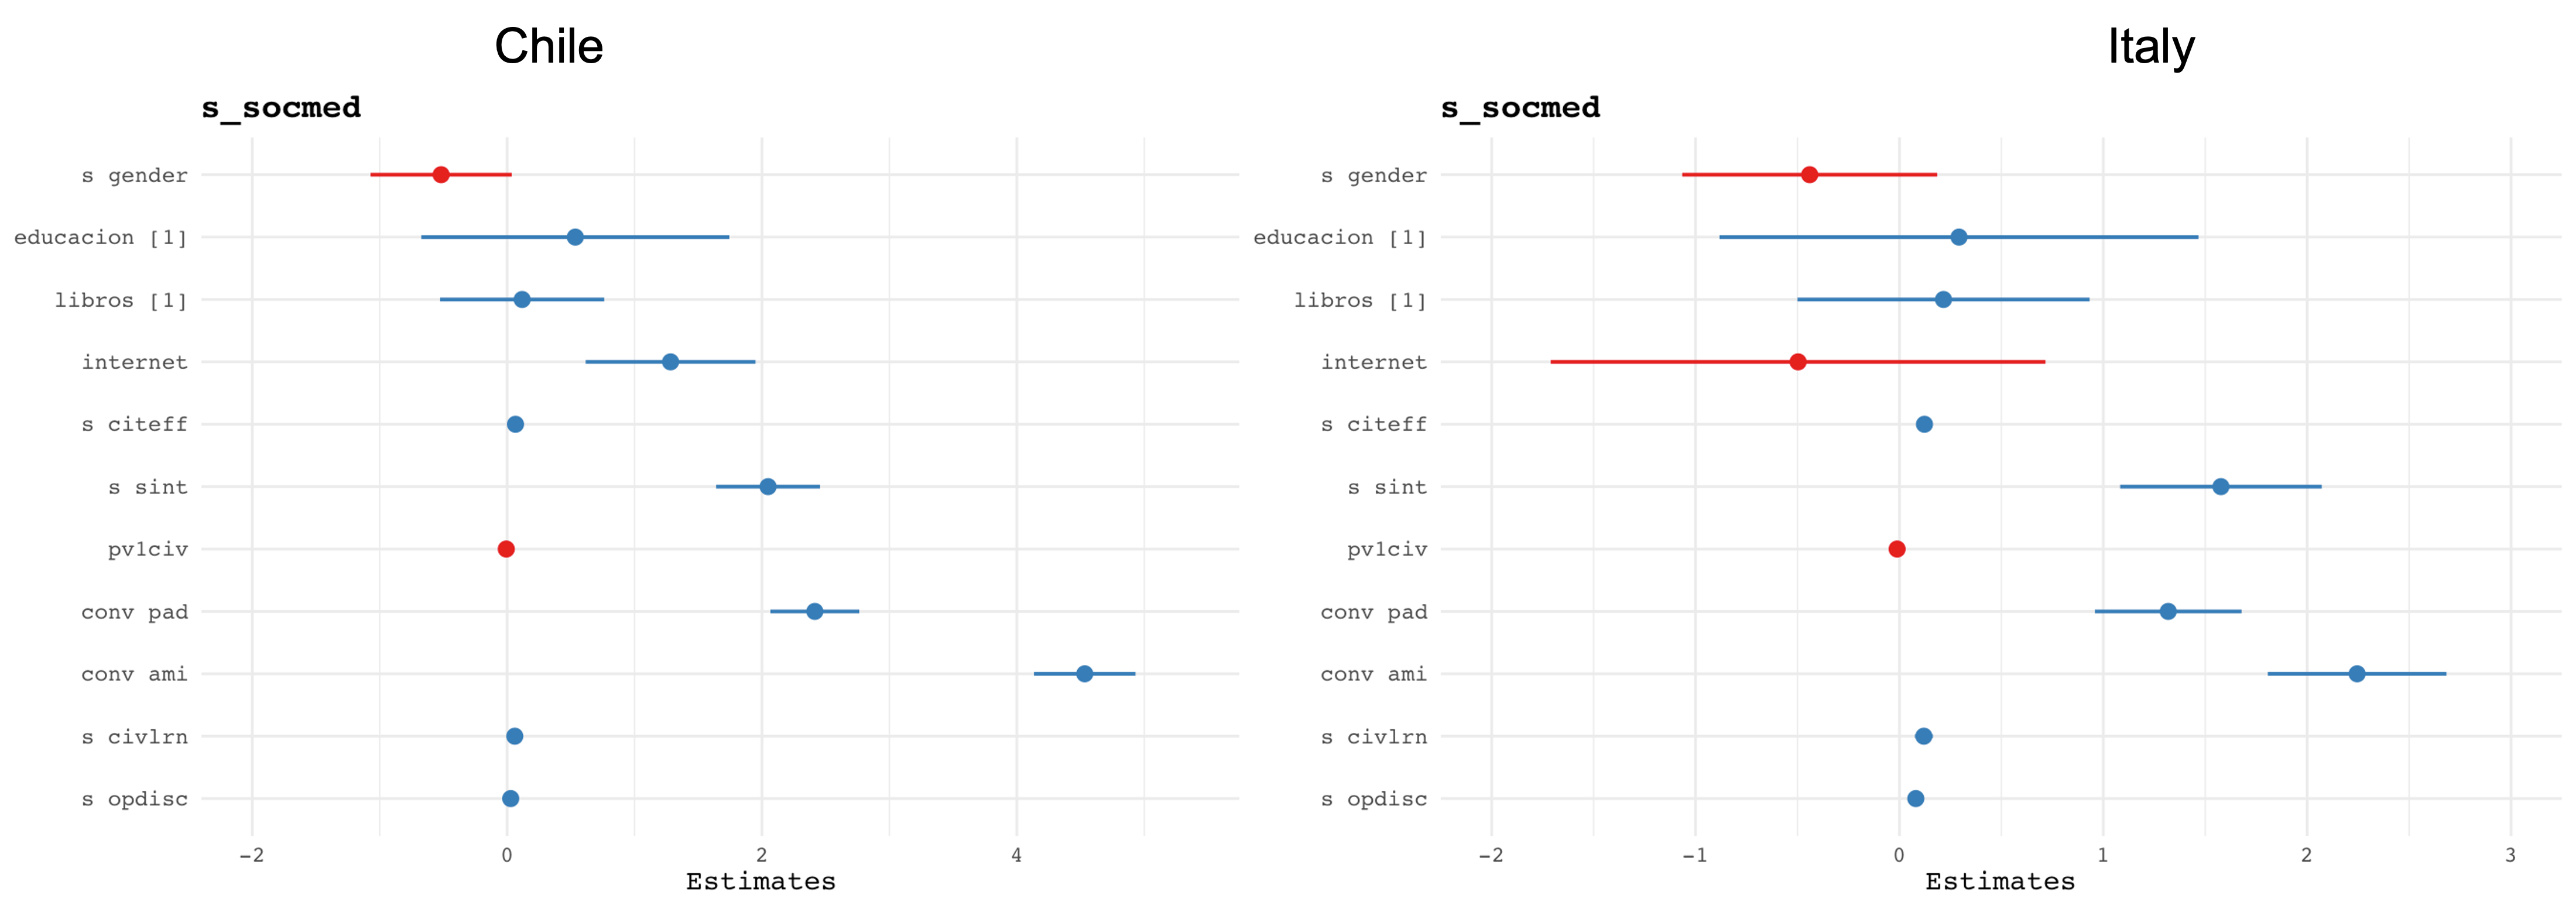 Chile
s_socmed
s gender
educacion [1]
libros [1]
internet
s citeff
s sint
pv1civ
conv pad
conv ami
s civlrn
s opdisc
-2 0 2 4
Estimates
Italy
s_socmed
s gender
educacion [1]
libros [1]
internet
s citeff
s sint
pv1civ
conv pad
conv ami
s civlrn
s opdisc
-2 -1 0 1 2 3
Estimates